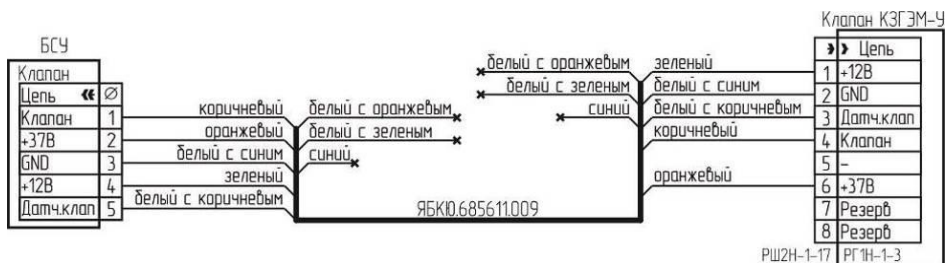 БСУ
Клапан
Цепь
Клапан 1 коричневый
+37В 2 оранжевый
GND 3 белый с синим
+12В 4 зеленый
Датч.клап 5 белый с коричневым
белый с оранжевым
белый с зеленым
синий
ЯБКЮ.685611.009
белый с оранжевым
белый с зеленым
синий
Клапан КЗГЭМ-У
Цепь
зеленый 1 +12В
белый с синим 2 GND
белый с коричневым 3 Датч.клап
коричневый 4 Клапан
5 -
оранжевый 6 +37В
7 Резерв
8 Резерв
РШ2Н-1-17 РГ1Н-1-3